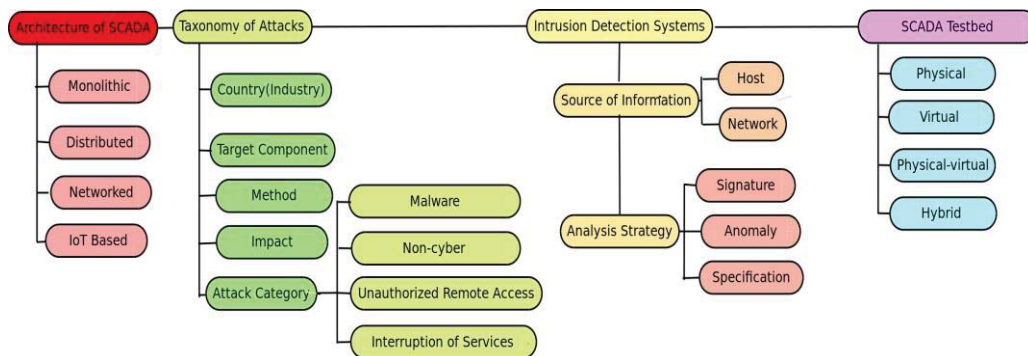 Architecture of SCADA
Monolithic
Distributed
Networked
IoT Based
Taxonomy of Attacks
Country(Industry)
Target Component
Method
Impact
Attack Category
Malware
Non-cyber
Unauthorized Remote Access
Interruption of Services
Intrusion Detection Systems
Source of Information
Host
Network
Analysis Strategy
Signature
Anomaly
Specification
SCADA Testbed
Physical
Virtual
Physical-virtual
Hybrid